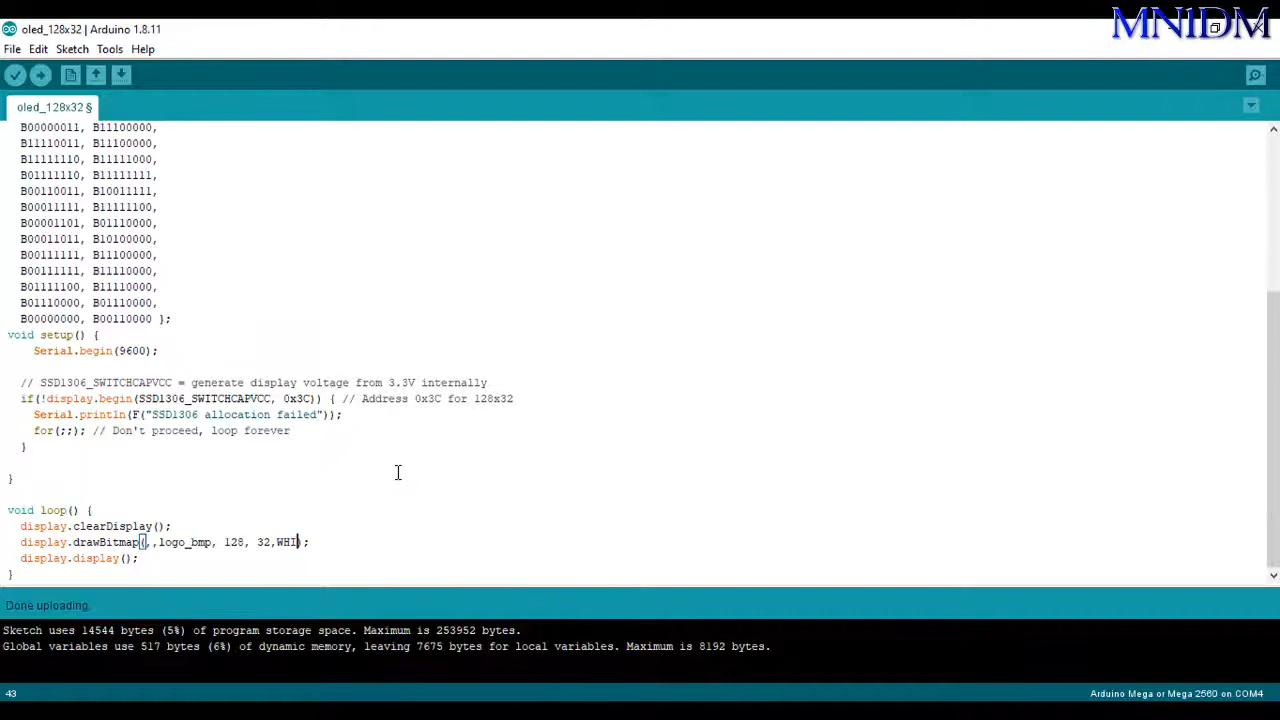 MNIDM
oled_128x32 | Arduino 1.8.11
File Edit Sketch Tools Help
oled_128x32 §
B00000011, B11100000,
B11110011, B11100000,
B11111110, B11111000,
B01111110, B11111111,
B00110011, B10011111,
B00011111, B11111100,
B00001101, B01110000,
B00011011, B10100000,
B00111111, B11100000,
B00111111, B11110000,
B01111100, B11110000,
B01110000, B01110000,
B00000000, B00110000 };
void setup() {
Serial.begin(9600);
// SSD1306_SWITCHCAPVCC = generate display voltage from 3.3V internally
if(!display.begin(SSD1306_SWITCHCAPVCC, 0x3C)) { // Address 0x3C for 128x32
Serial.println(F("SSD1306 allocation failed"));
for(;;); // Don't proceed, loop forever
}
}
void loop() {
display.clearDisplay();
display.drawBitmap(,,logo_bmp, 128, 32,WHI);
display.display();
}
Done uploading.
Sketch uses 14544 bytes (5%) of program storage space. Maximum is 253952 bytes.
Global variables use 517 bytes (6%) of dynamic memory, leaving 7675 bytes for local variables. Maximum is 8192 bytes.
43 Arduino Mega or Mega 2560 on COM4